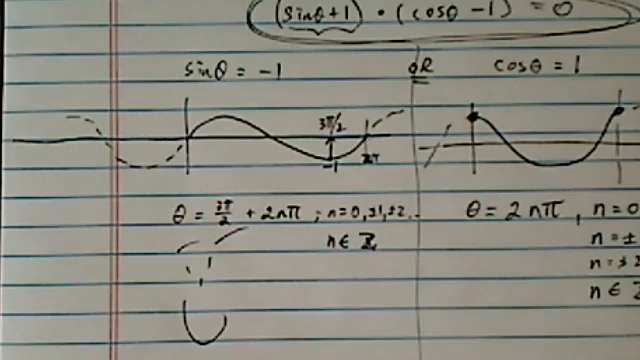 (sinθ+1) • (cosθ -1) = 0
sinθ = -1 OR cosθ = 1
3π/2
-1 2π
θ = 3π/2 + 2nπ ; n=0,±1,±2.. θ = 2nπ, n=0
n∈ℤ n=±
n=±2
n∈ℤ